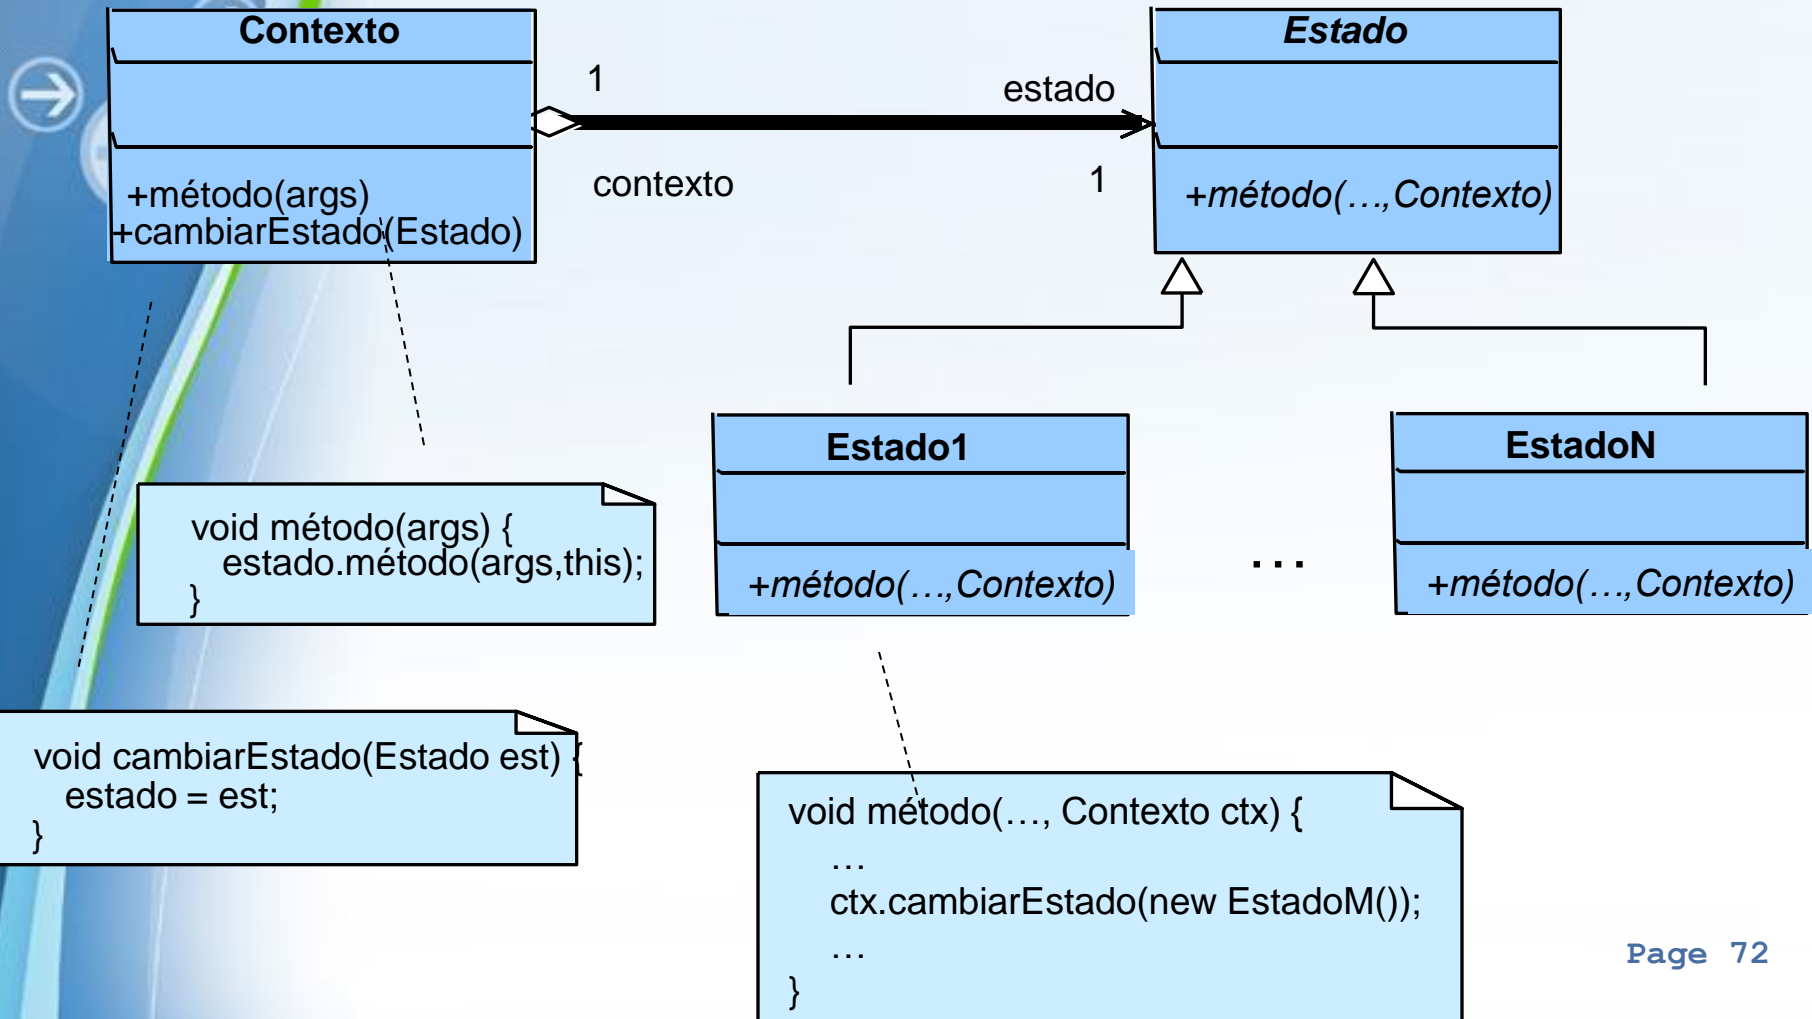 Contexto
+método(args)
+cambiarEstado(Estado)
1
contexto
estado
1
Estado
+método(…,Contexto)
Estado1
+método(…,Contexto)
…
EstadoN
+método(…,Contexto)
void método(args) {
estado.método(args,this);
}
void cambiarEstado(Estado est) {
estado = est;
}
void método(…, Contexto ctx) {
…
ctx.cambiarEstado(new EstadoM());
…
}
Page 72